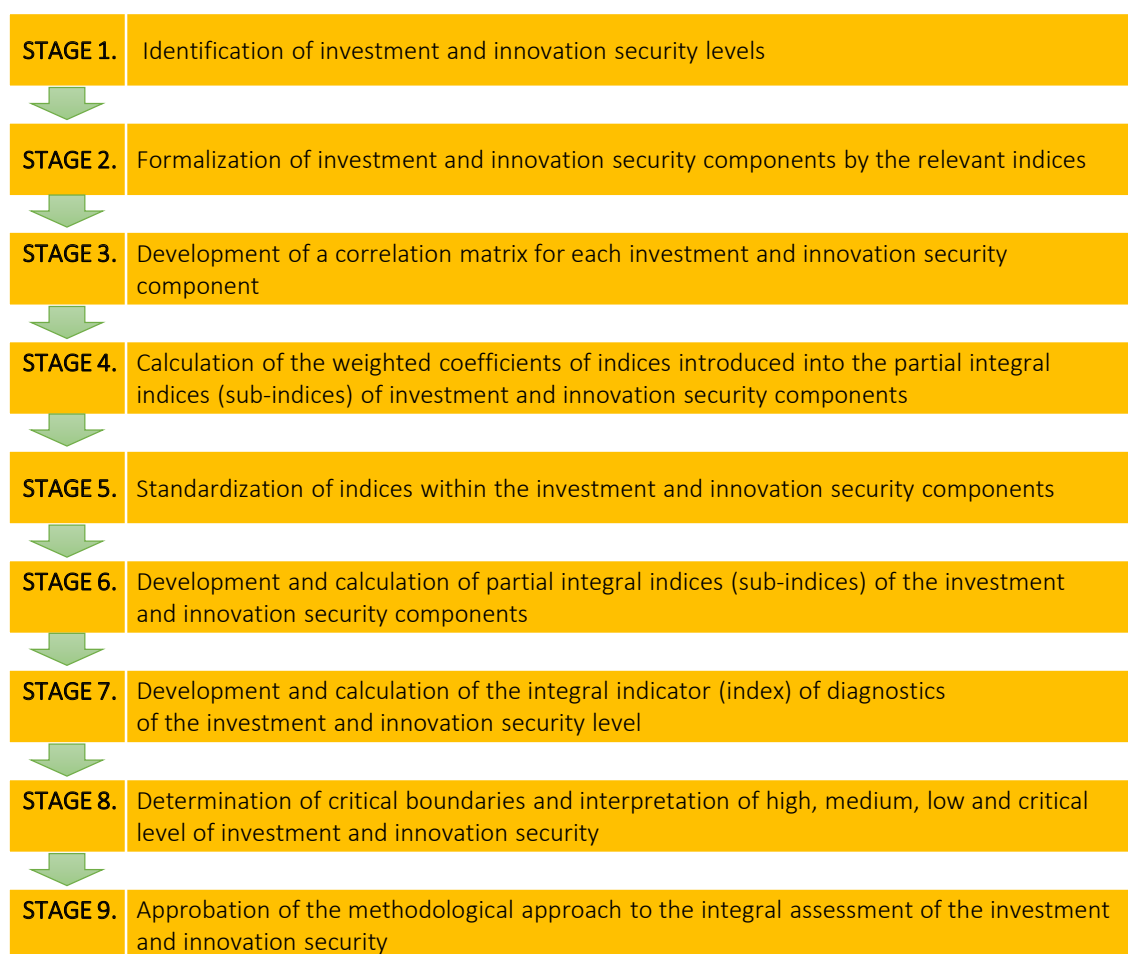 STAGE 1. Identification of investment and innovation security levels
STAGE 2. Formalization of investment and innovation security components by the relevant indices
STAGE 3. Development of a correlation matrix for each investment and innovation security
component
STAGE 4. Calculation of the weighted coefficients of indices introduced into the partial integral
indices (sub-indices) of investment and innovation security components
STAGE 5. Standardization of indices within the investment and innovation security components
STAGE 6. Development and calculation of partial integral indices (sub-indices) of the investment
and innovation security components
STAGE 7. Development and calculation of the integral indicator (index) of diagnostics
of the investment and innovation security level
STAGE 8. Determination of critical boundaries and interpretation of high, medium, low and critical
level of investment and innovation security
STAGE 9. Approbation of the methodological approach to the integral assessment of the investment
and innovation security